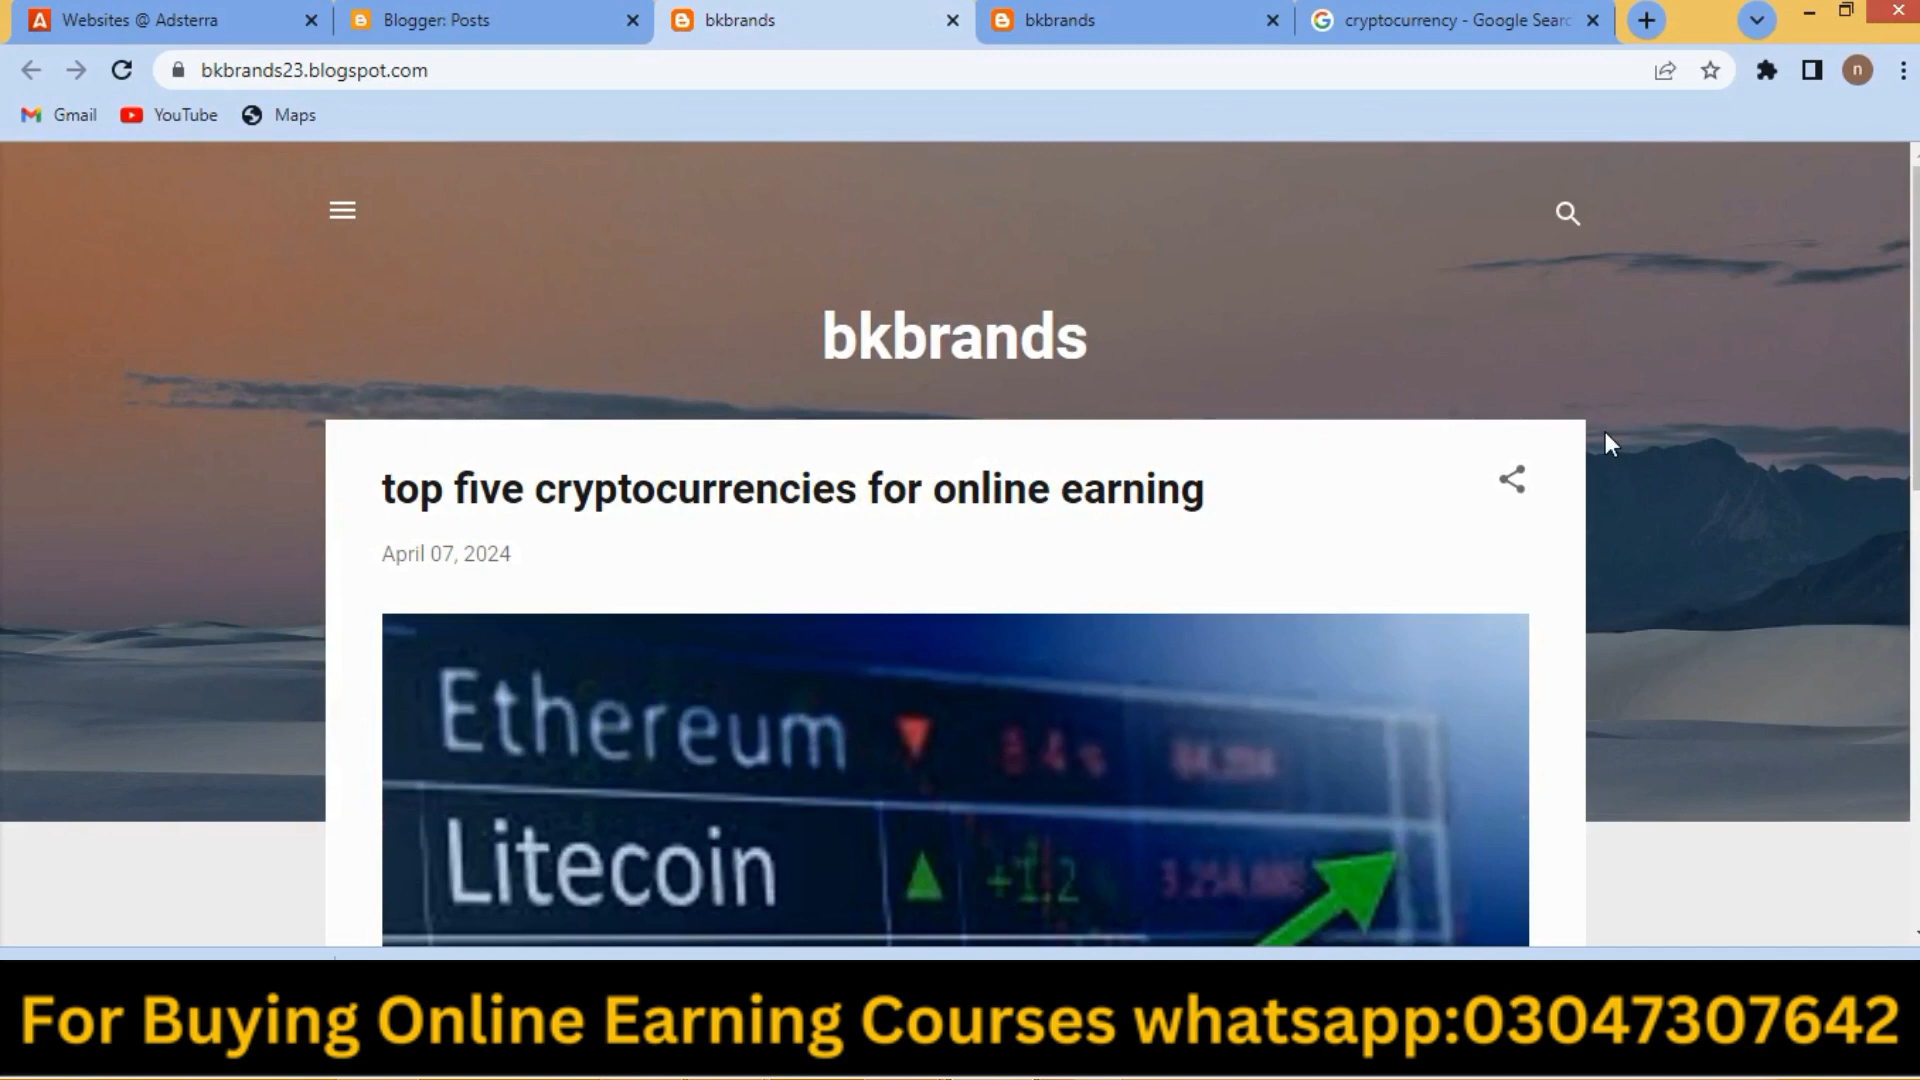 Websites @ Adsterra
Blogger: Posts
bkbrands
bkbrands
cryptocurrency - Google Searc
bkbrands23.blogspot.com
n
Gmail
YouTube
Maps
bkbrands
top five cryptocurrencies for online earning
April 07, 2024
Ethereum
Litecoin
For Buying Online Earning Courses whatsapp:03047307642